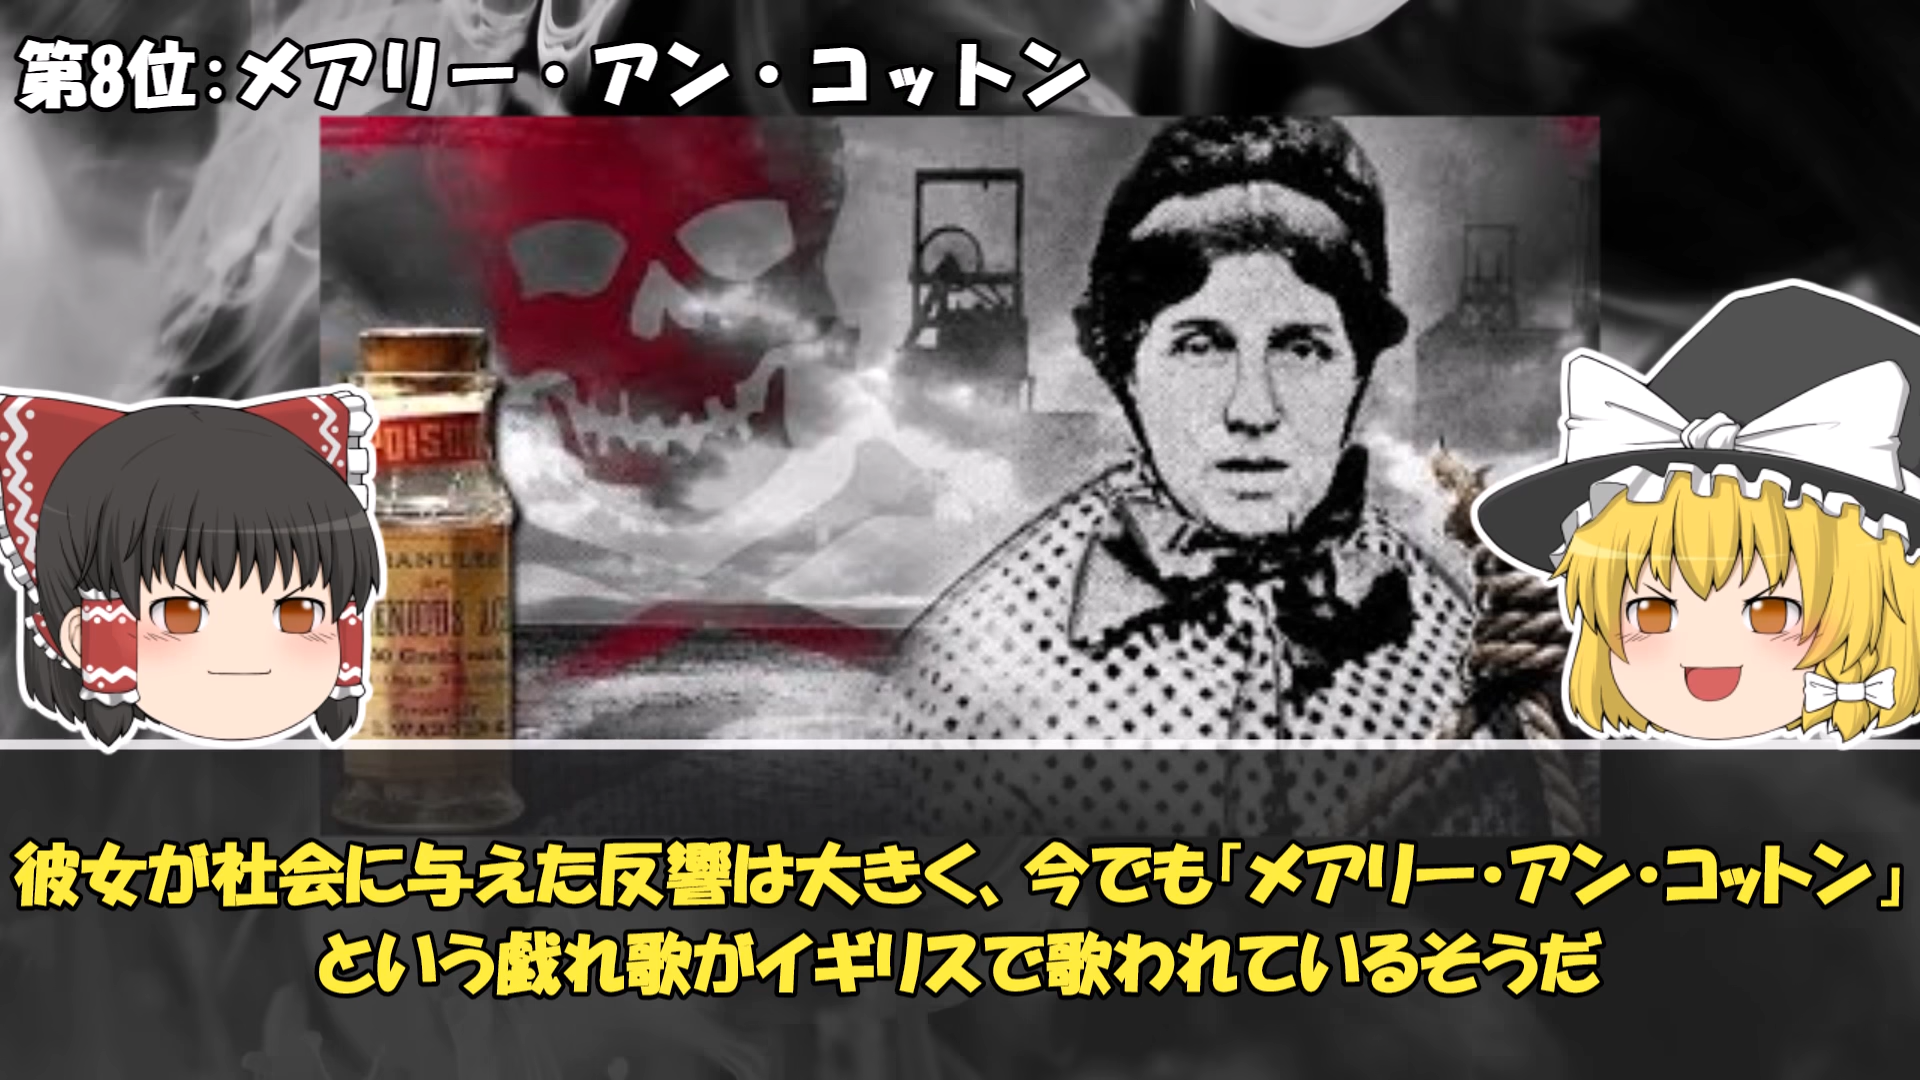 第8位:メアリー・アン・コットン
POISON
彼女が社会に与えた反響は大きく、今でも「メアリー・アン・コットン」
という戯れ歌がイギリスで歌われているそうだ